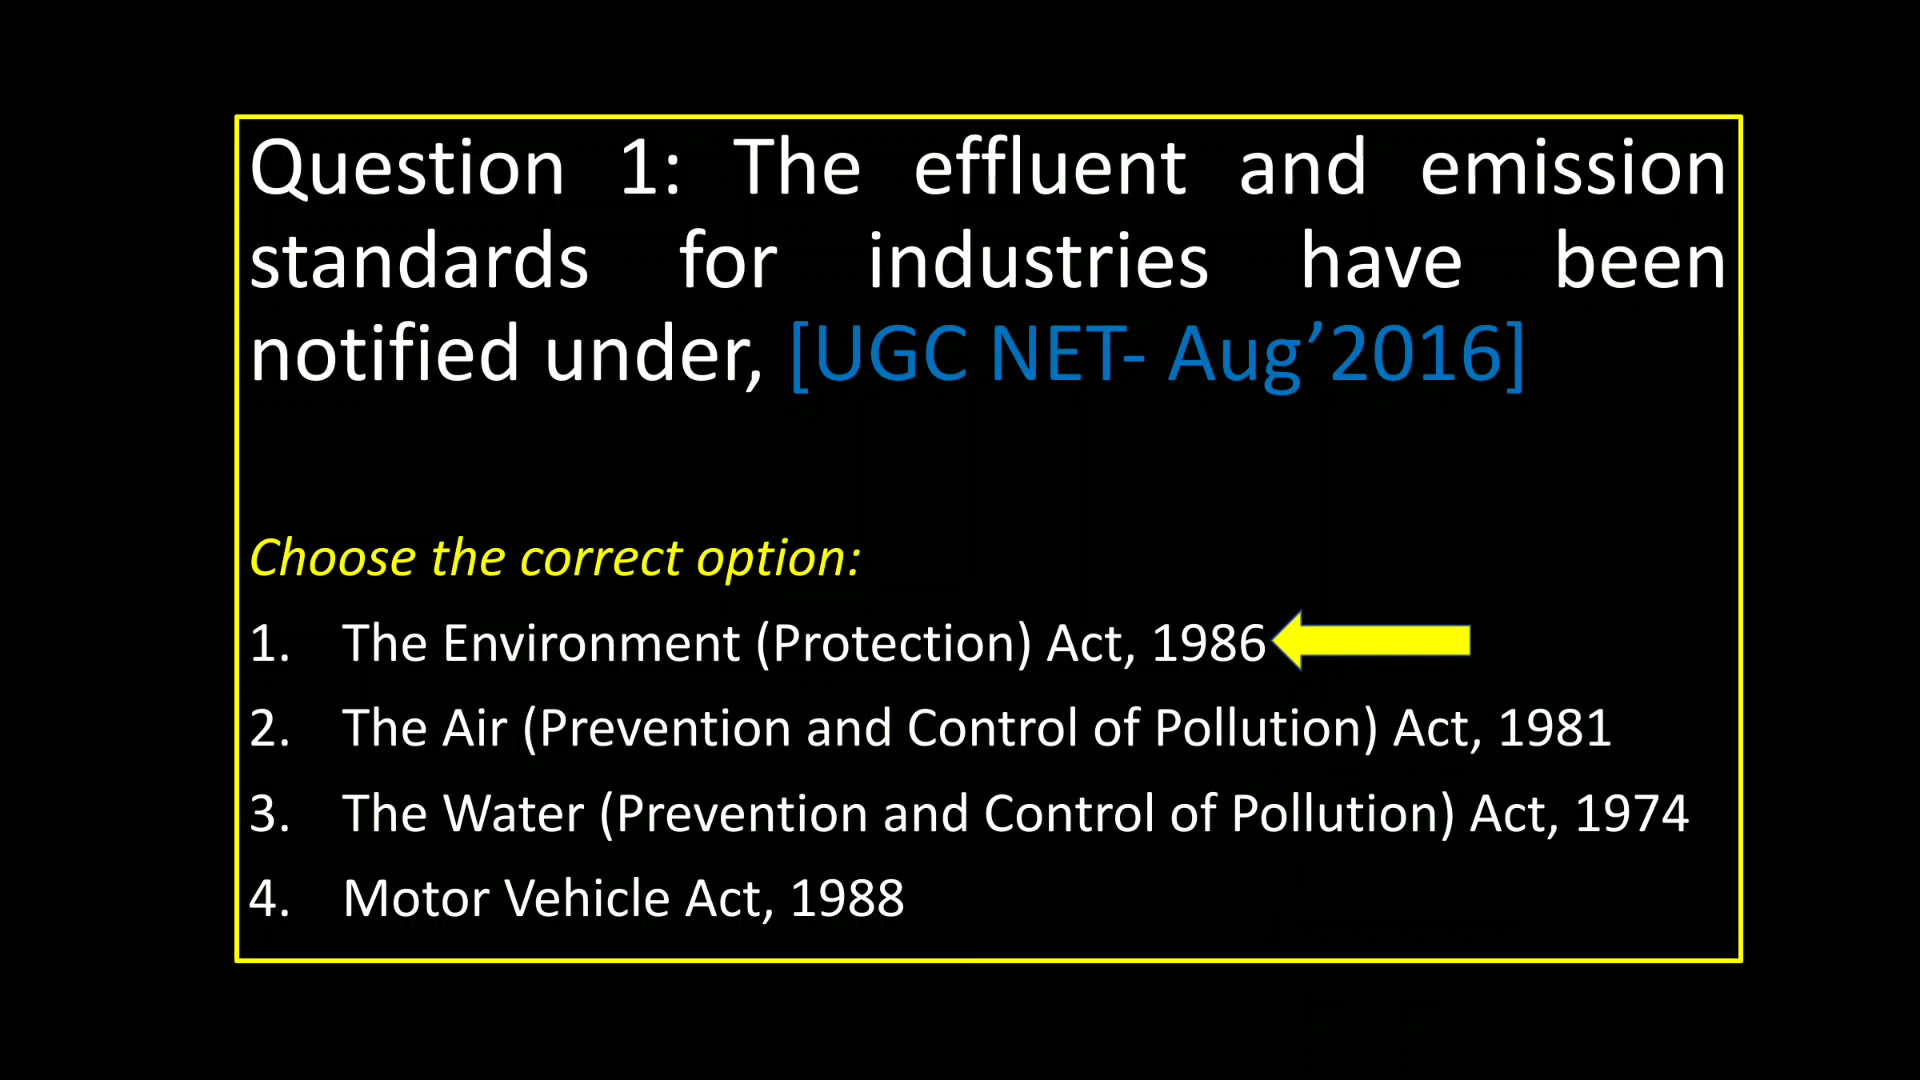 Question 1: The effluent and emission
standards for industries have been
notified under, [UGC NET- Aug’2016]
Choose the correct option:
1. The Environment (Protection) Act, 1986
2. The Air (Prevention and Control of Pollution) Act, 1981
3. The Water (Prevention and Control of Pollution) Act, 1974
4. Motor Vehicle Act, 1988